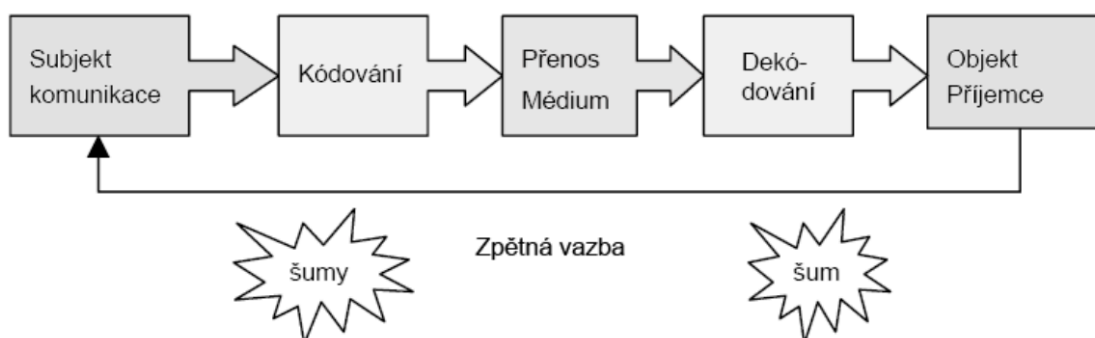 Subjekt
komunikace
Kódování
Přenos
Médium
Dekó-
dování
Objekt
Příjemce
Zpětná vazba
šumy
šum